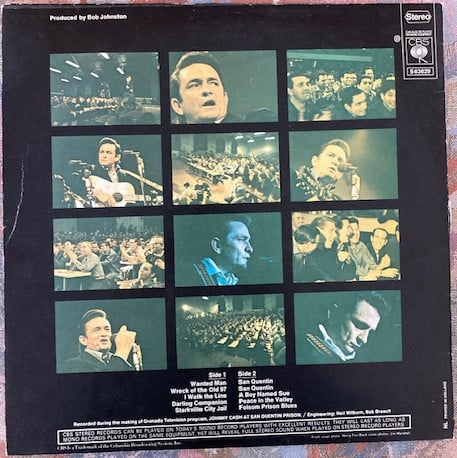 Produced by Bob Johnston
Stereo
CBS
S 63629
Side 1
Wanted Man
Wreck of the Old 97
I Walk the Line
Darling Companion
Starkville City Jail
Side 2
San Quentin
San Quentin
A Boy Named Sue
Peace in the Valley
Folsom Prison Blues
Recorded during the making of Granada Television program, JOHNNY CASH AT SAN QUENTIN PRISON. / Engineering: Neil Wilburn, Bob Breault
CBS STEREO RECORDS CAN BE PLAYED ON TODAY'S MONO RECORD PLAYERS WITH EXCELLENT RESULTS. THEY WILL LAST AS LONG AS
MONO RECORDS PLAYED ON THE SAME EQUIPMENT, YET WILL REVEAL FULL STEREO SOUND WHEN PLAYED ON STEREO RECORD PLAYERS.